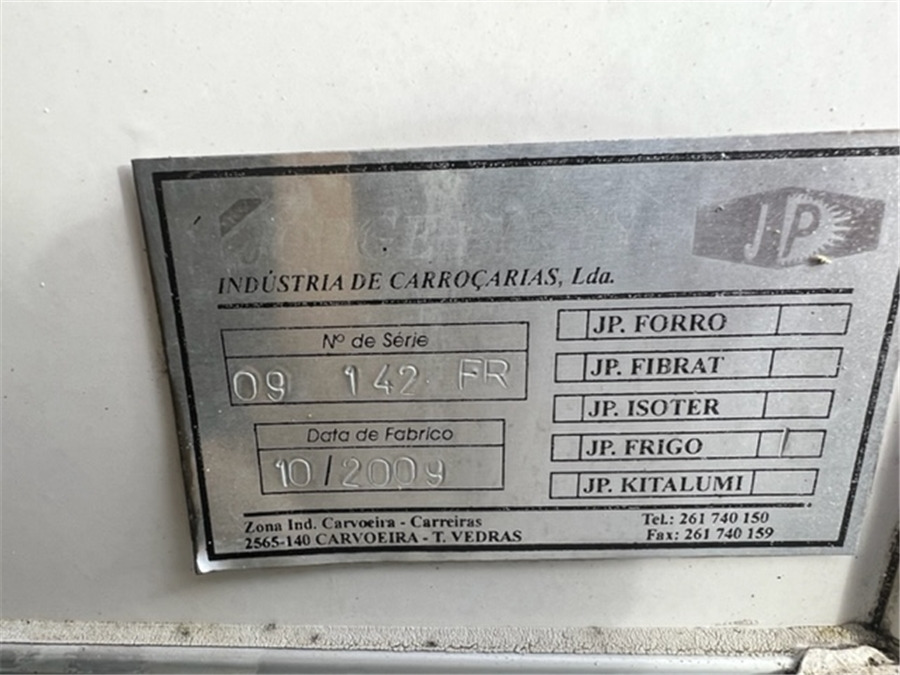 JP
INDÚSTRIA DE CARROÇARIAS, Lda.
Nº de Série
09 142 FR
Data de Fabrico
10/2009
JP. FORRO
JP. FIBRAT
JP. ISOTER
JP. FRIGO
JP. KITALUMI
Zona Ind. Carvoeira - Carreiras
2565-140 CARVOEIRA - T. VEDRAS
Tel.: 261 740 150
Fax: 261 740 159